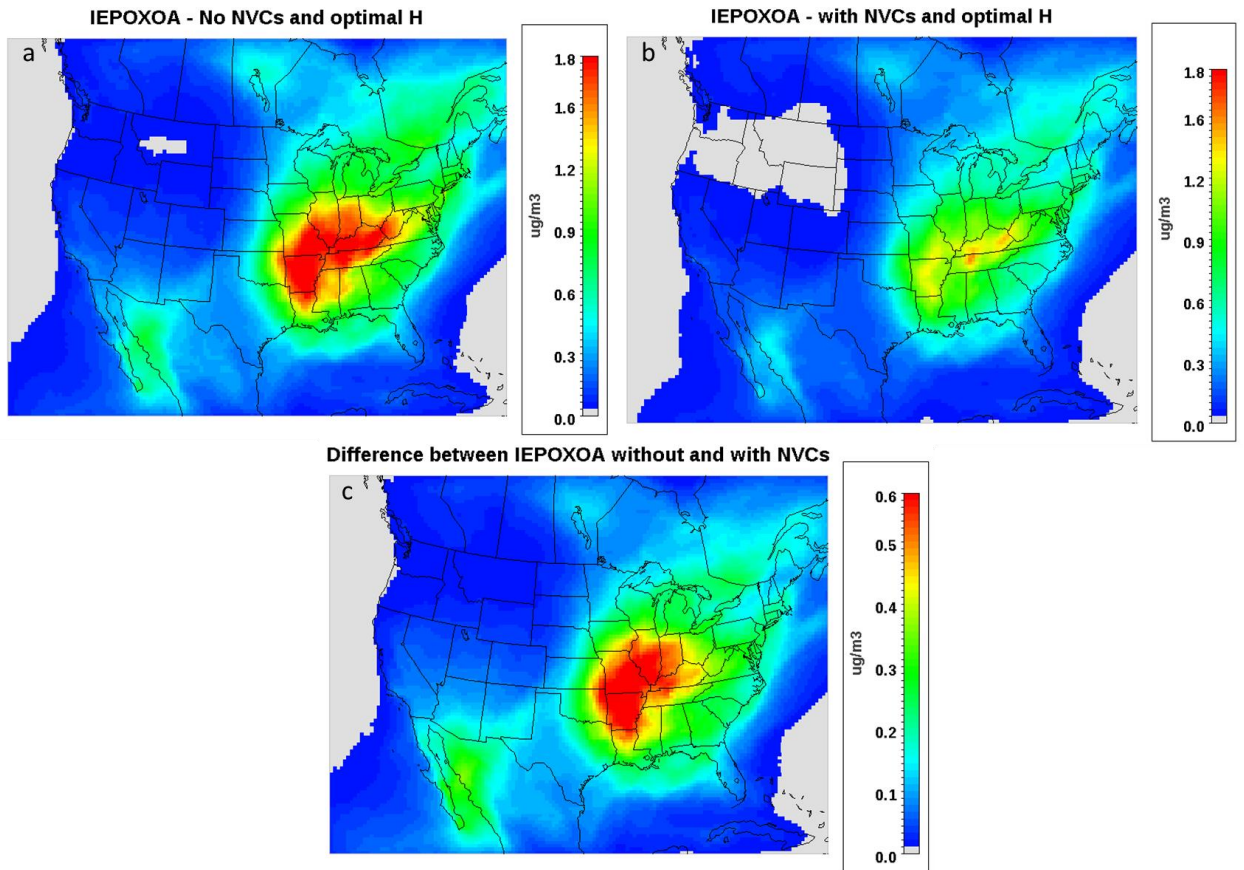 IEPOXOA - No NVCs and optimal H
a
1.8
1.6
1.2
0.9
0.6
0.3
0.0
ug/m3
IEPOXOA - with NVCs and optimal H
b
1.8
1.6
1.2
0.9
0.6
0.3
0.0
ug/m3
Difference between IEPOXOA without and with NVCs
c
0.6
0.5
0.4
0.3
0.2
0.1
0.0
ug/m3